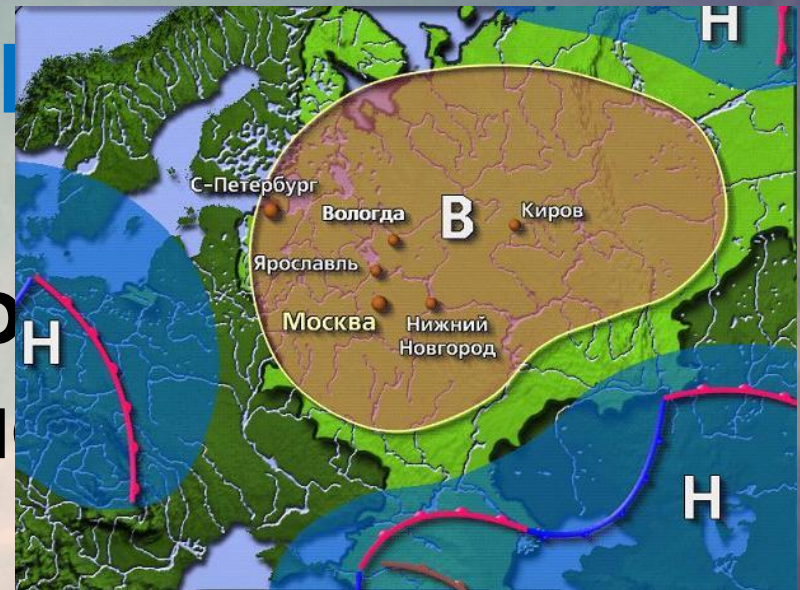 Н
С-Петербург
Вологда
В
Киров
Ярославль
Москва
Нижний
Новгород
Н
Н